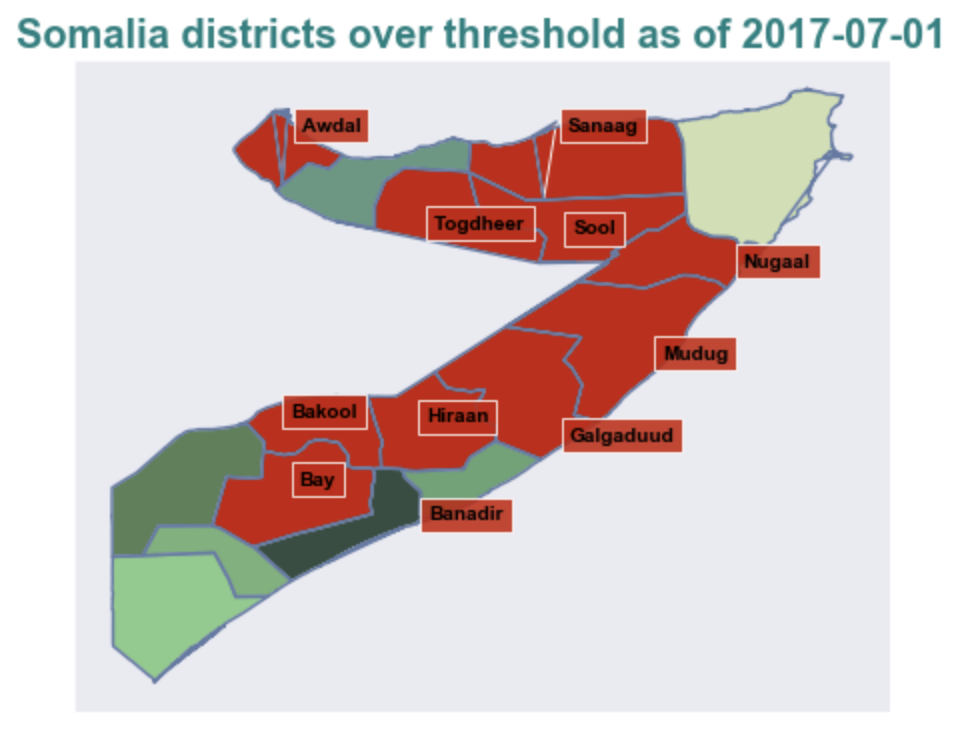 Somalia districts over threshold as of 2017-07-01
Awdal
Sanaag
Togdheer
Sool
Nugaal
Mudug
Bakool
Hiraan
Galgaduud
Bay
Banadir